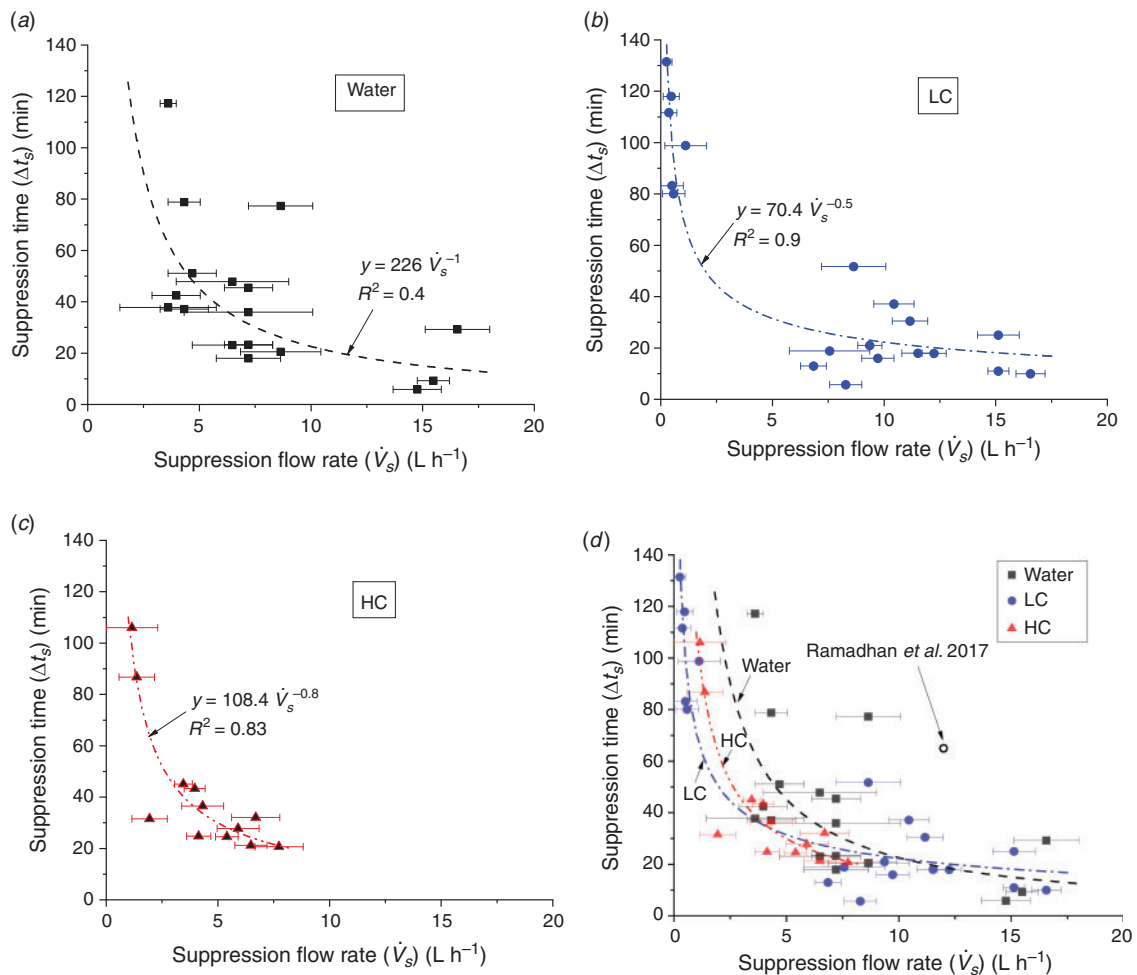 (a)
140
120
100
80
60
40
20
0
0
5
10
15
20
Suppression time (Δtₛ) (min)
Suppression flow rate (V̇ₛ) (L h⁻¹)
Water
y = 226 V̇ₛ⁻¹
R² = 0.4
(b)
140
120
100
80
60
40
20
0
0
5
10
15
20
Suppression time (Δtₛ) (min)
Suppression flow rate (V̇ₛ) (L h⁻¹)
LC
y = 70.4 V̇ₛ⁻⁰·⁵
R² = 0.9
(c)
140
120
100
80
60
40
20
0
0
5
10
15
20
Suppression time (Δtₛ) (min)
Suppression flow rate (V̇ₛ) (L h⁻¹)
HC
y = 108.4 V̇ₛ⁻⁰·⁸
R² = 0.83
(d)
140
120
100
80
60
40
20
0
0
5
10
15
20
Suppression time (Δtₛ) (min)
Suppression flow rate (V̇ₛ) (L h⁻¹)
Water
LC
HC
Ramadhan et al. 2017
Water
HC
LC